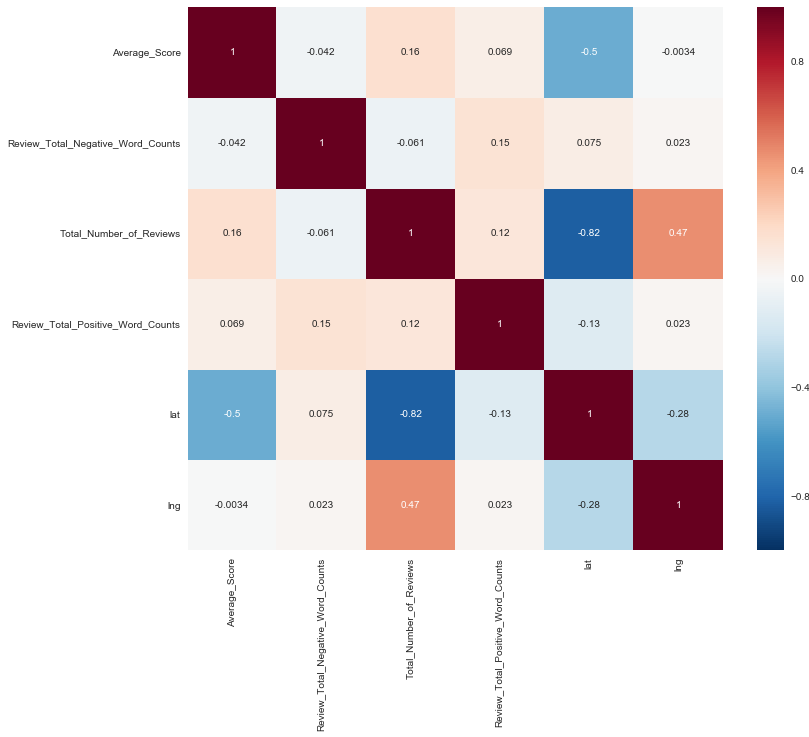 Average_Score 1 -0.042 0.16 0.069 -0.5 -0.0034
Review_Total_Negative_Word_Counts -0.042 1 -0.061 0.15 0.075 0.023
Total_Number_of_Reviews 0.16 -0.061 1 0.12 -0.82 0.47
Review_Total_Positive_Word_Counts 0.069 0.15 0.12 1 -0.13 0.023
lat -0.5 0.075 -0.82 -0.13 1 -0.28
lng -0.0034 0.023 0.47 0.023 -0.28 1
Average_Score
Review_Total_Negative_Word_Counts
Total_Number_of_Reviews
Review_Total_Positive_Word_Counts
lat
lng
0.8
0.4
0.0
−0.4
−0.8